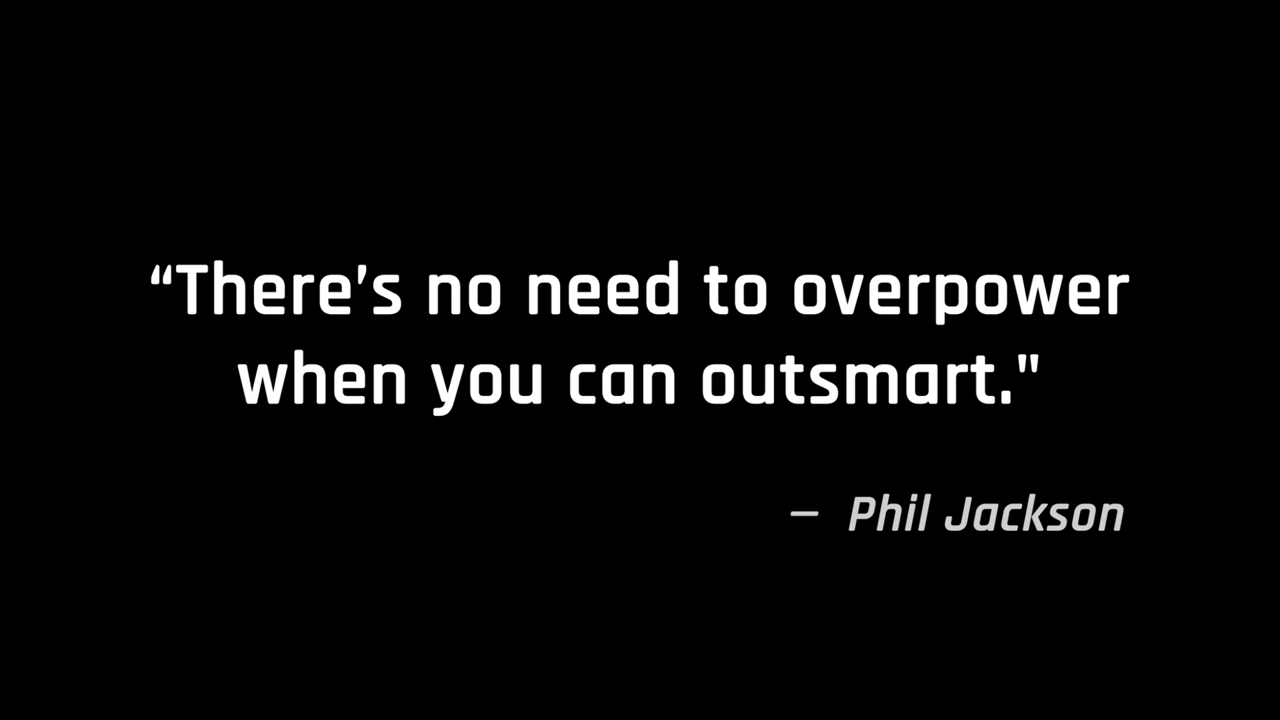 “There’s no need to overpower
when you can outsmart."
– Phil Jackson